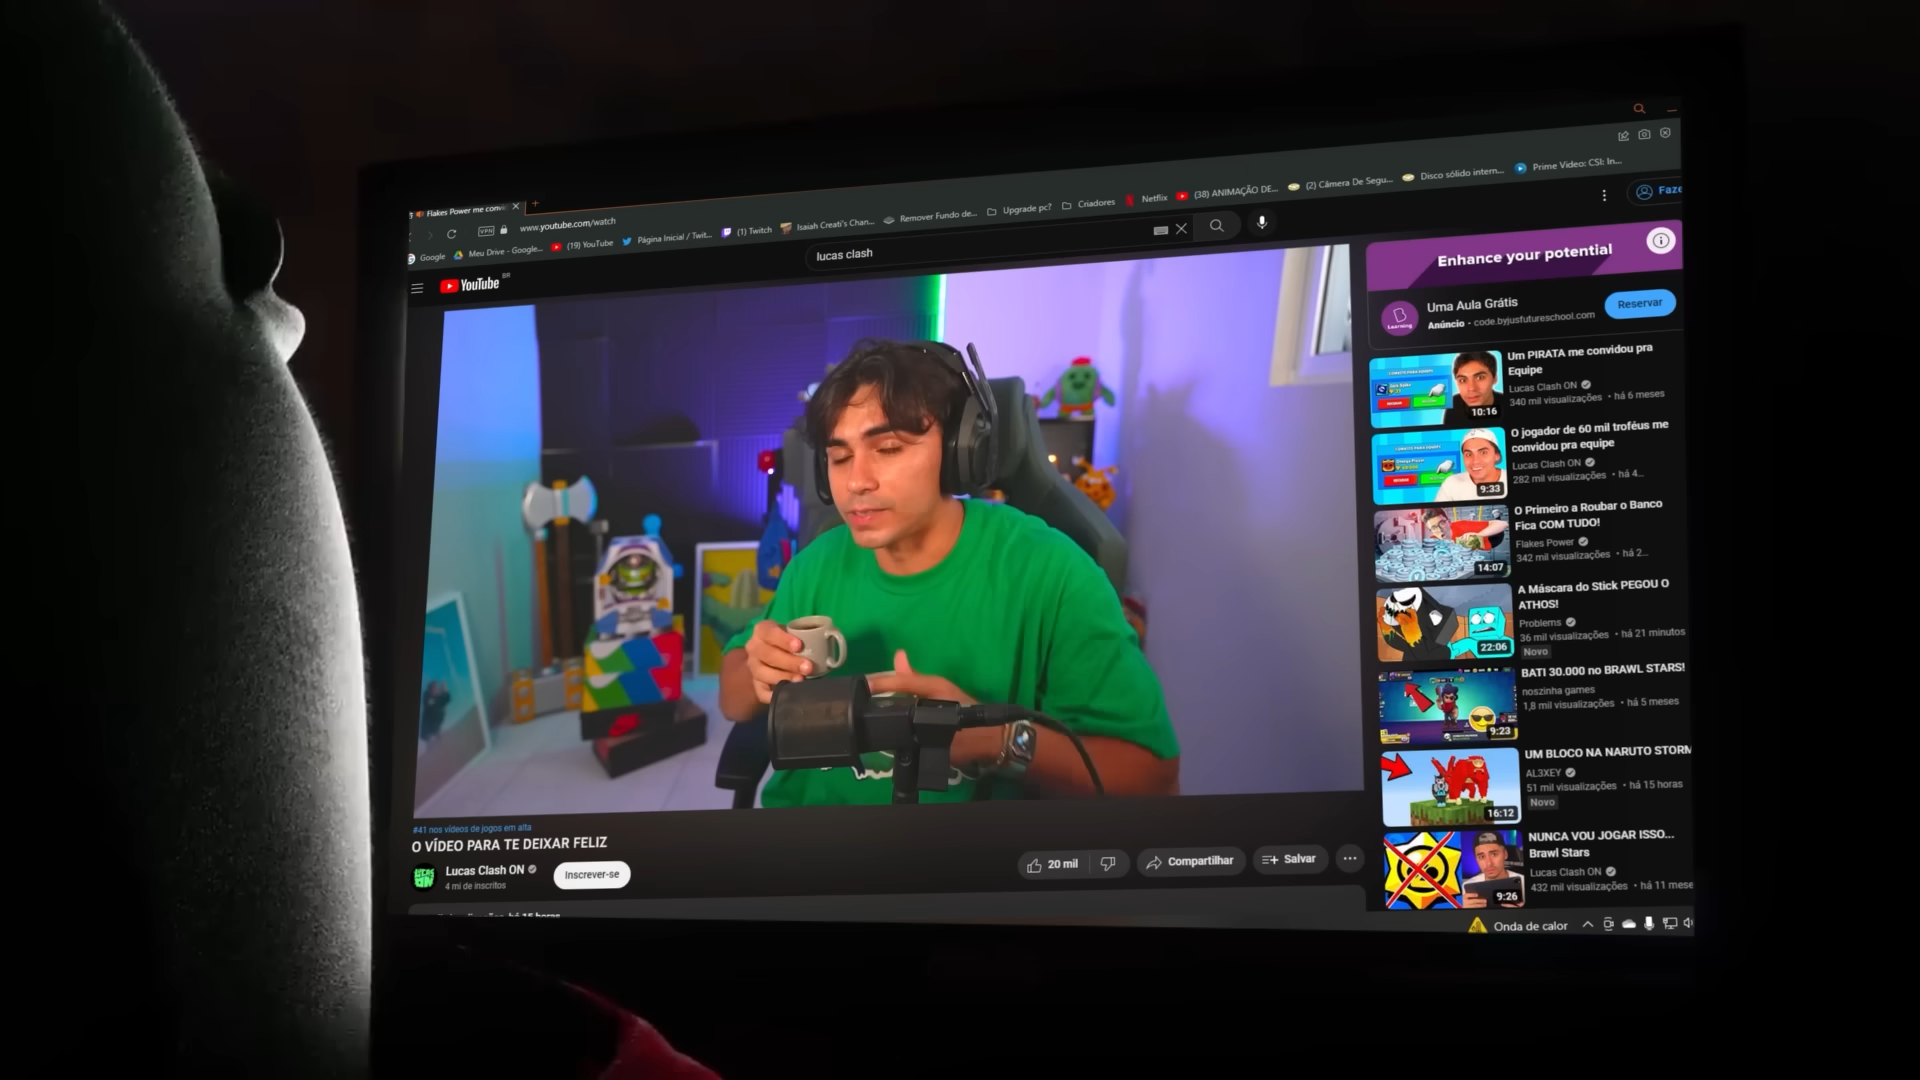 Flakes Power me conv
www.youtube.com/watch
VPN
Google
Meu Drive - Google...
(19) YouTube
Página Inicial / Twit...
(1) Twitch
Isaiah Creati's Chan...
Remover Fundo de...
Upgrade pc?
Criadores
Netflix
(38) ANIMAÇÃO DE...
(2) Câmera De Segu...
Disco sólido intern...
Prime Video: CSI: In...
YouTube BR
lucas clash
Faze
Enhance your potential
Uma Aula Grátis
Anúncio · code.byjusfutureschool.com
Reservar
Learning
Um PIRATA me convidou pra
Equipe
Lucas Clash ON
340 mil visualizações · há 6 meses
10:16
O jogador de 60 mil troféus me
convidou pra equipe
Lucas Clash ON
282 mil visualizações · há 4...
9:33
O Primeiro a Roubar o Banco
Fica COM TUDO!
Flakes Power
342 mil visualizações · há 2...
14:07
A Máscara do Stick PEGOU O
ATHOS!
Problems
36 mil visualizações · há 21 minutos
Novo
22:06
BATI 30.000 no BRAWL STARS!
noszinha games
1,8 mil visualizações · há 5 meses
9:23
UM BLOCO NA NARUTO STORM
AL3XEY
51 mil visualizações · há 15 horas
Novo
16:12
NUNCA VOU JOGAR ISSO...
Brawl Stars
Lucas Clash ON
432 mil visualizações · há 11 mese
9:26
#41 nos vídeos de jogos em alta
O VÍDEO PARA TE DEIXAR FELIZ
LUCAS
ON
Lucas Clash ON
4 mi de inscritos
Inscrever-se
20 mil
Compartilhar
Salvar
há 15 horas
Onda de calor